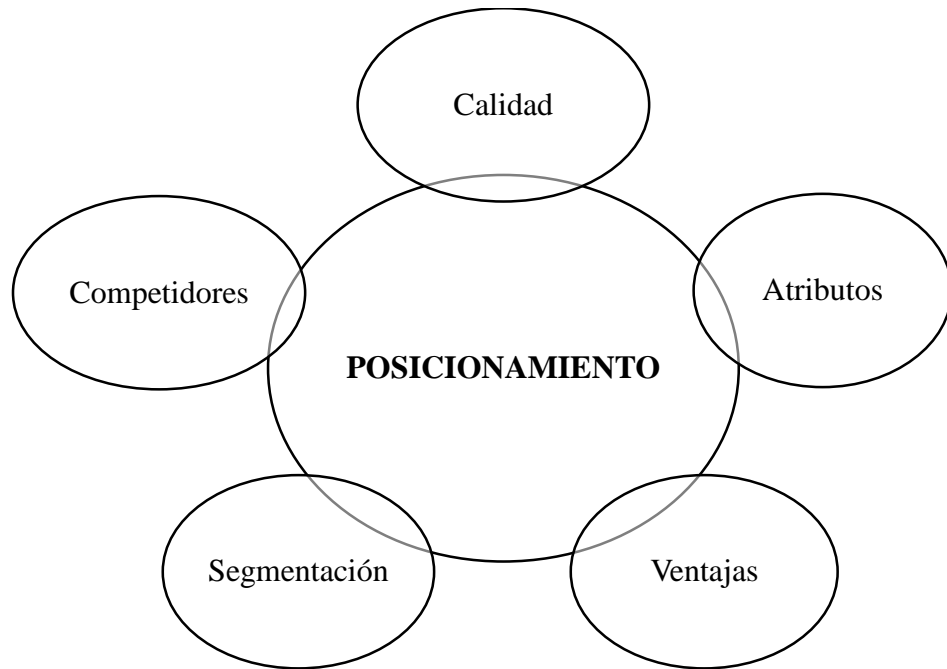 Calidad
Competidores
Atributos
POSICIONAMIENTO
Segmentación
Ventajas